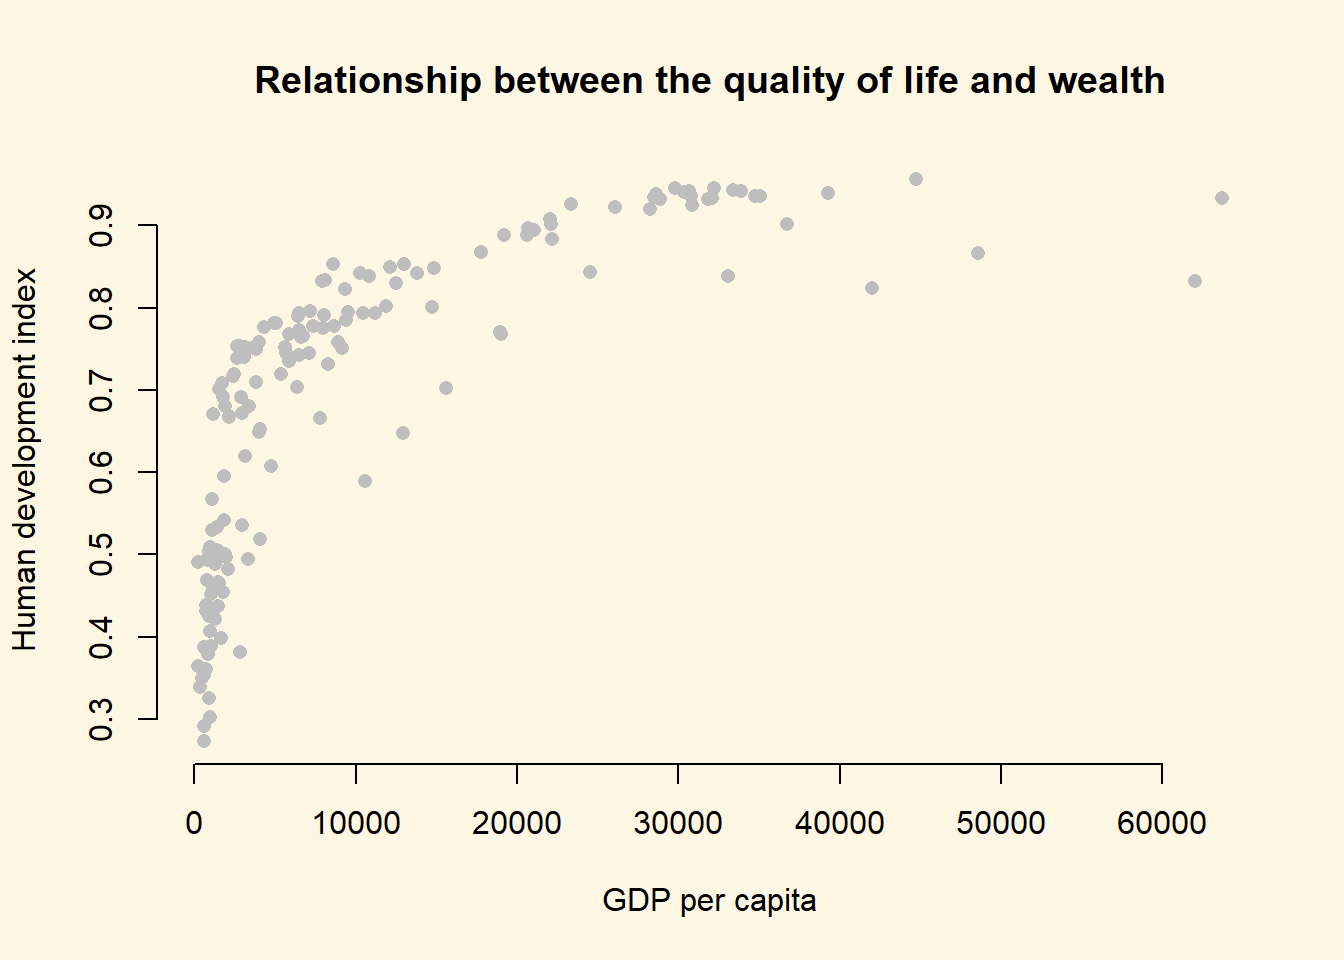 Relationship between the quality of life and wealth
Human development index
0.9
0.8
0.7
0.6
0.5
0.4
0.3
0 10000 20000 30000 40000 50000 60000
GDP per capita